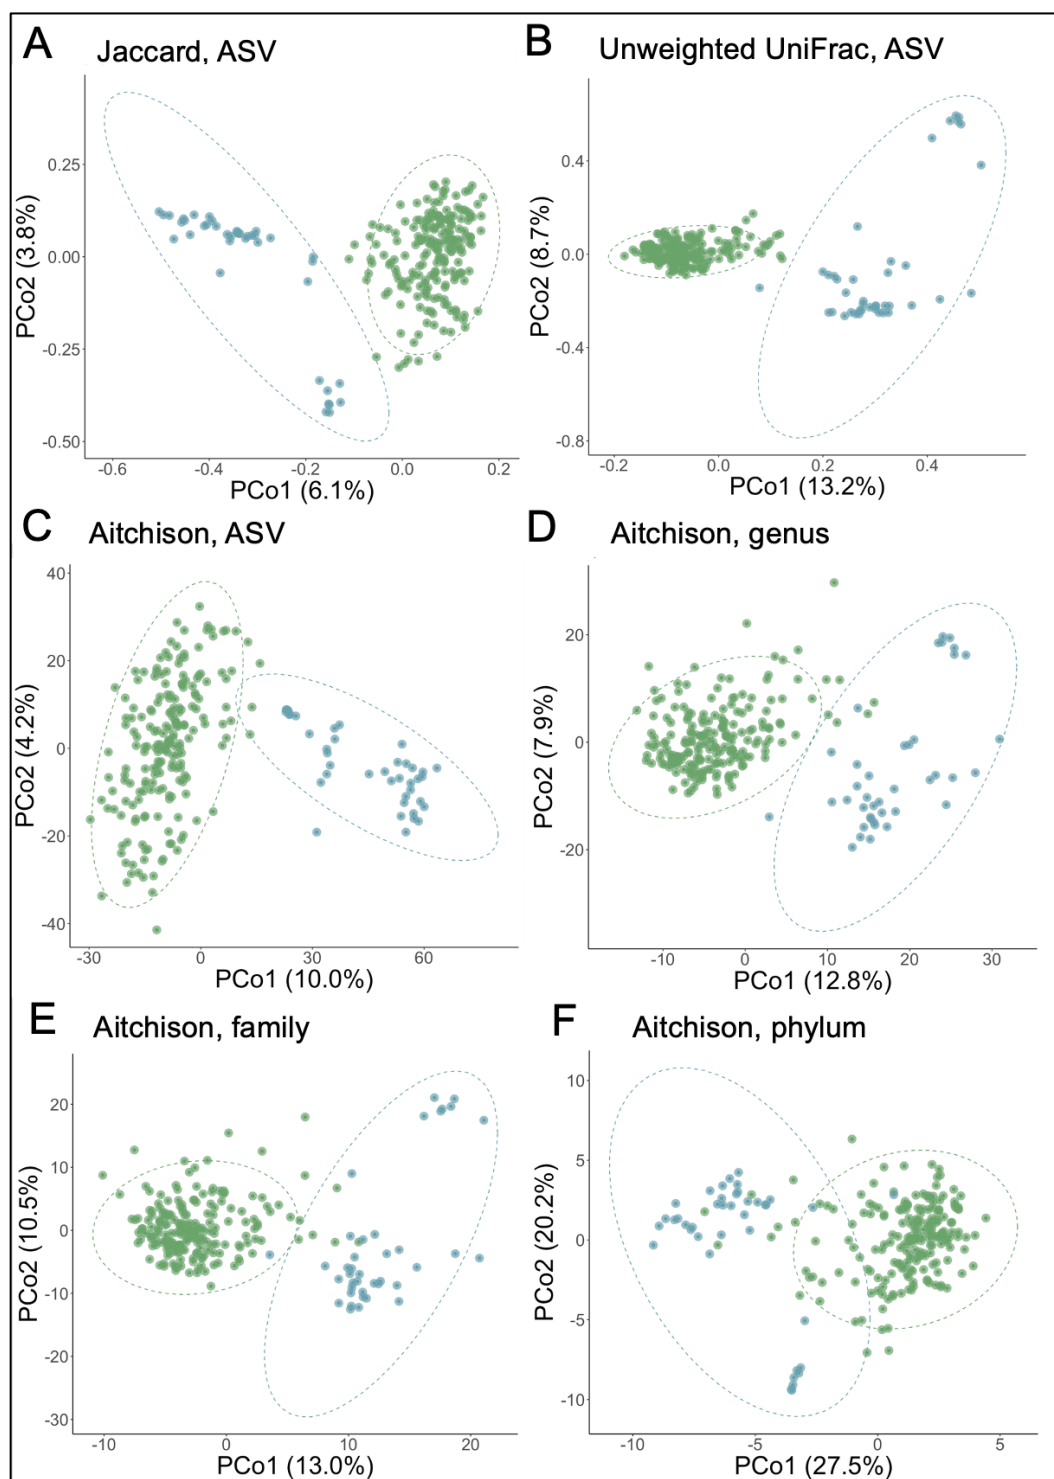 A Jaccard, ASV
0.25
0.00
-0.25
-0.50
PCo2 (3.8%)
-0.6 -0.4 -0.2 0.0 0.2
PCo1 (6.1%)
B Unweighted UniFrac, ASV
0.4
0.0
-0.4
-0.8
PCo2 (8.7%)
-0.2 0.0 0.2 0.4
PCo1 (13.2%)
C Aitchison, ASV
40
20
0
-20
-40
PCo2 (4.2%)
-30 0 30 60
PCo1 (10.0%)
D Aitchison, genus
20
0
-20
PCo2 (7.9%)
-10 0 10 20 30
PCo1 (12.8%)
E Aitchison, family
20
10
0
-10
-20
-30
PCo2 (10.5%)
-10 0 10 20
PCo1 (13.0%)
F Aitchison, phylum
10
5
0
-5
-10
PCo2 (20.2%)
-10 -5 0 5
PCo1 (27.5%)